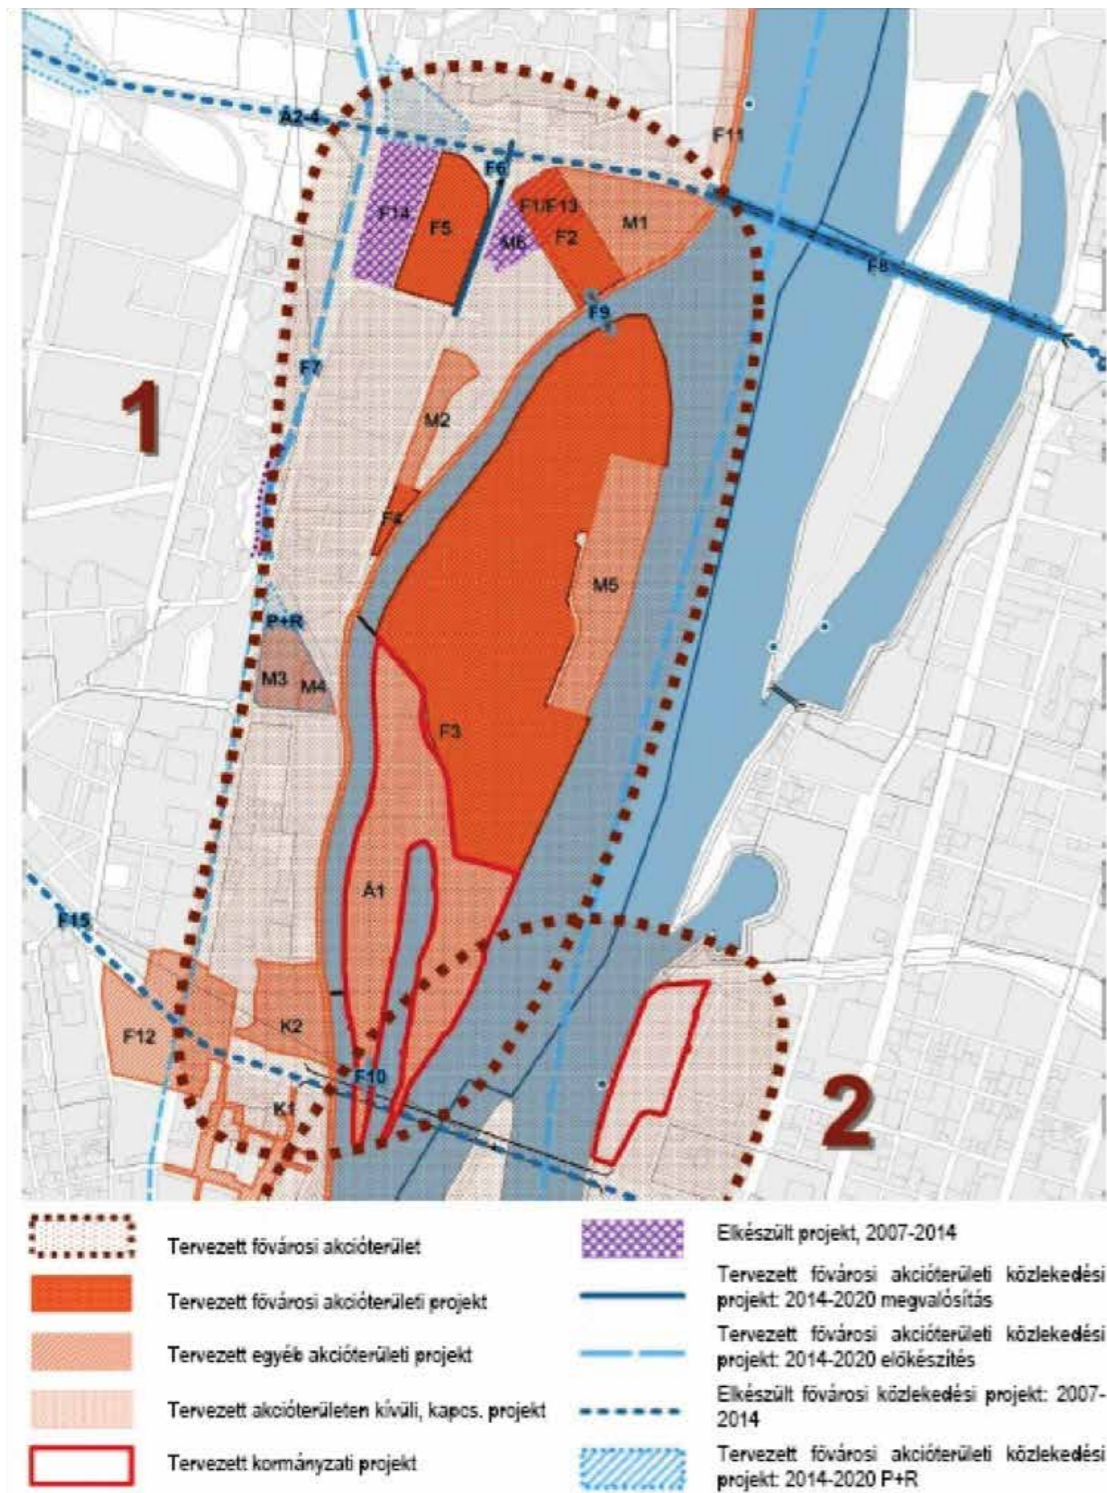 Á2-4
F11
F6
F14
F5
F1/F13
M6
F2
M1
F8
F9
F7
1
M2
F4
M5
P+R
M3
M4
F3
Á1
F15
F12
K2
F10
K1
2
Tervezett fővárosi akcióterület
Tervezett fővárosi akcióterületi projekt
Tervezett egyéb akcióterületi projekt
Tervezett akcióterületen kívüli, kapcs. projekt
Tervezett kormányzati projekt
Elkészült projekt, 2007-2014
Tervezett fővárosi akcióterületi közlekedési
projekt: 2014-2020 megvalósítás
Tervezett fővárosi akcióterületi közlekedési
projekt: 2014-2020 előkészítés
Elkészült fővárosi közlekedési projekt: 2007-
2014
Tervezett fővárosi akcióterületi közlekedési
projekt: 2014-2020 P+R